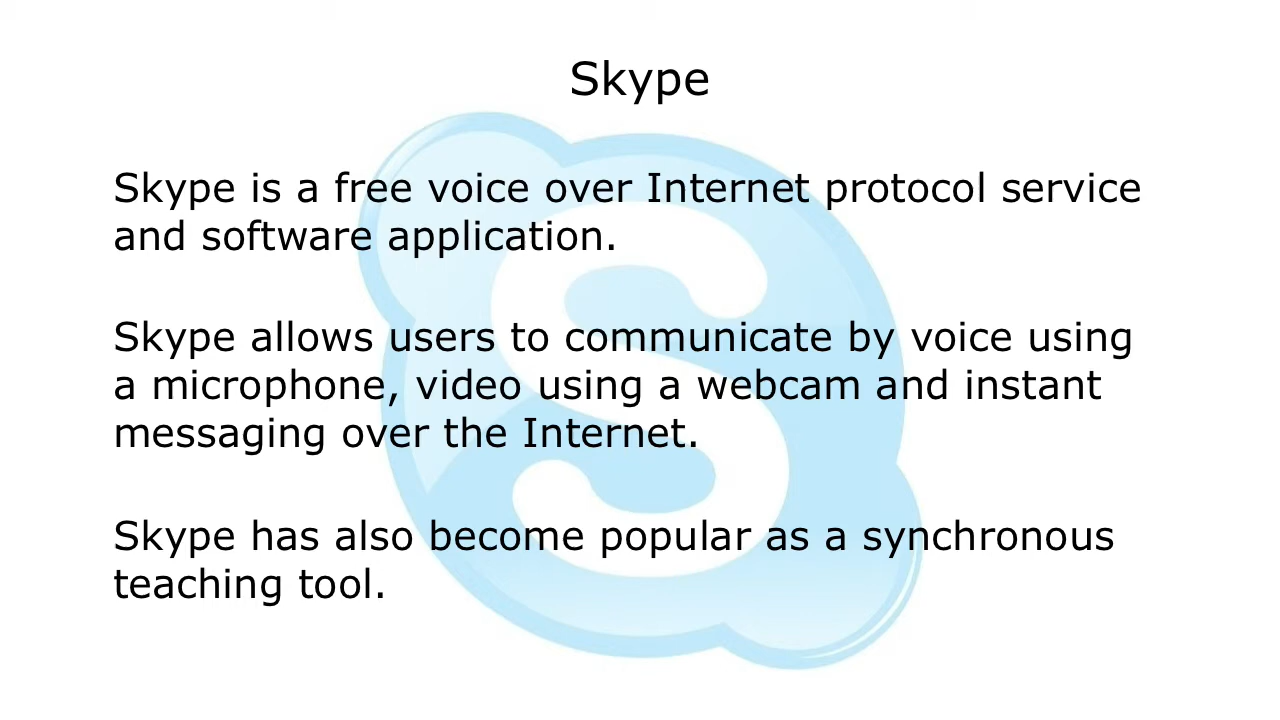 Skype
Skype is a free voice over Internet protocol service
and software application.
Skype allows users to communicate by voice using
a microphone, video using a webcam and instant
messaging over the Internet.
Skype has also become popular as a synchronous
teaching tool.